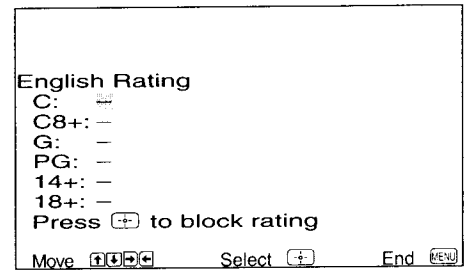 English Rating
C: –
C8+: –
G: –
PG: –
14+: –
18+: –
Press to block rating
Move Select End MENU